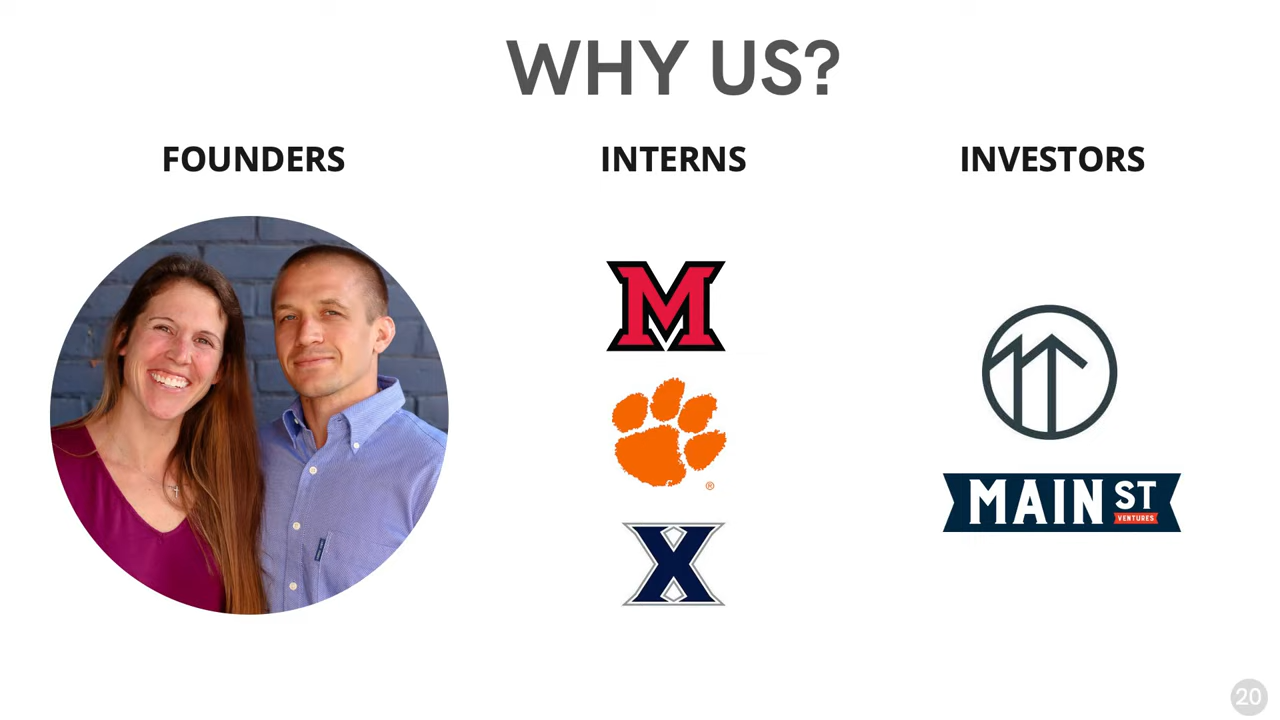 WHY US?
FOUNDERS
INTERNS
INVESTORS
M
®
X
MAIN ST
VENTURES
20